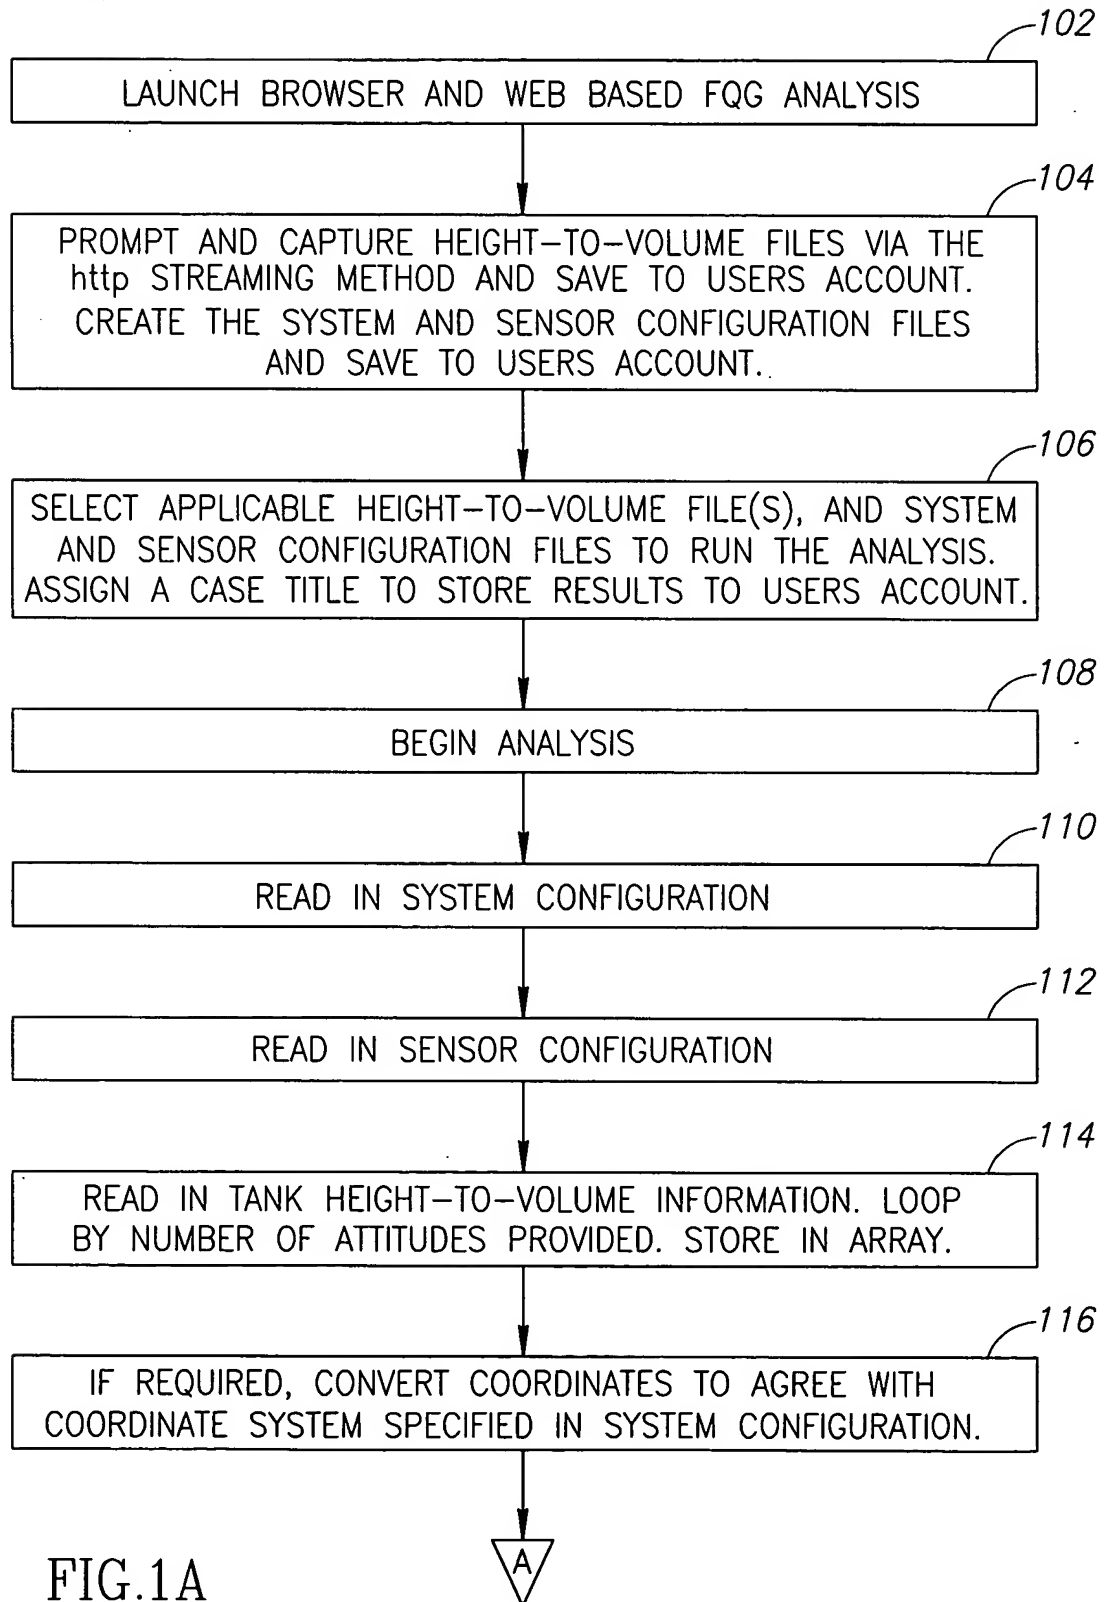 102
LAUNCH BROWSER AND WEB BASED FQG ANALYSIS
104
PROMPT AND CAPTURE HEIGHT-TO-VOLUME FILES VIA THE
http STREAMING METHOD AND SAVE TO USERS ACCOUNT.
CREATE THE SYSTEM AND SENSOR CONFIGURATION FILES
AND SAVE TO USERS ACCOUNT.
106
SELECT APPLICABLE HEIGHT-TO-VOLUME FILE(S), AND SYSTEM
AND SENSOR CONFIGURATION FILES TO RUN THE ANALYSIS.
ASSIGN A CASE TITLE TO STORE RESULTS TO USERS ACCOUNT.
108
BEGIN ANALYSIS
110
READ IN SYSTEM CONFIGURATION
112
READ IN SENSOR CONFIGURATION
114
READ IN TANK HEIGHT-TO-VOLUME INFORMATION. LOOP
BY NUMBER OF ATTITUDES PROVIDED. STORE IN ARRAY.
116
IF REQUIRED, CONVERT COORDINATES TO AGREE WITH
COORDINATE SYSTEM SPECIFIED IN SYSTEM CONFIGURATION.
A
FIG.1A